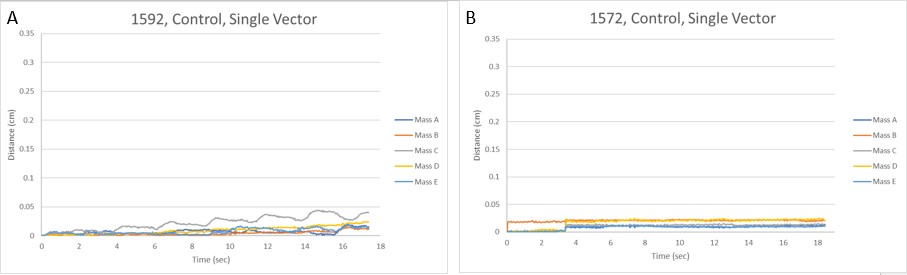 A
1592, Control, Single Vector
0.35
0.3
0.25
0.2
0.15
0.1
0.05
0
Distance (cm)
0 2 4 6 8 10 12 14 16 18
Time (sec)
Mass A
Mass B
Mass C
Mass D
Mass E
B
1572, Control, Single Vector
0.35
0.3
0.25
0.2
0.15
0.1
0.05
0
Distance (cm)
0 2 4 6 8 10 12 14 16 18
Time (sec)
Mass A
Mass B
Mass C
Mass D
Mass E